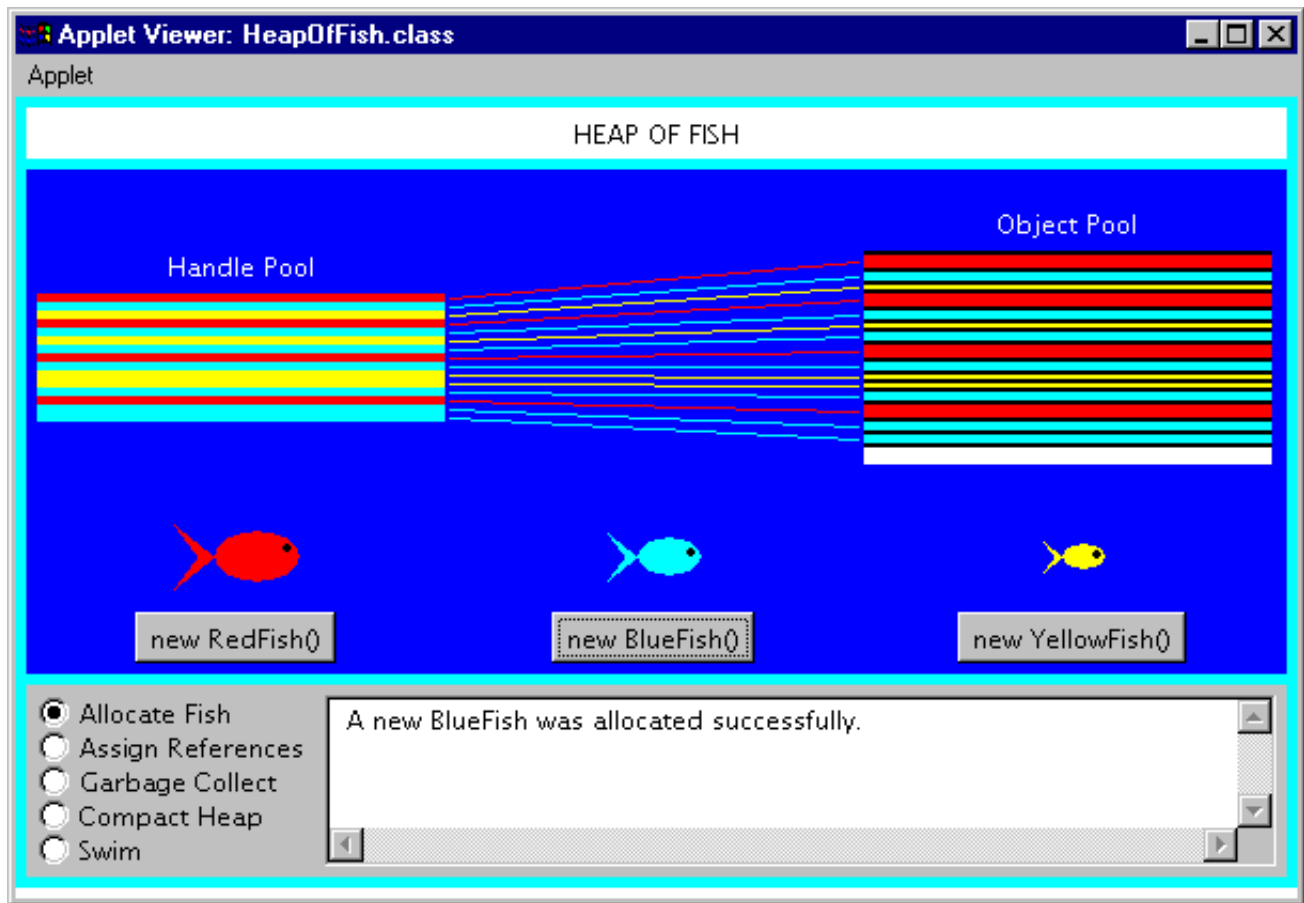 Applet Viewer: HeapOfFish.class
Applet
HEAP OF FISH
Object Pool
Handle Pool
new RedFish()
new BlueFish()
new YellowFish()
Allocate Fish
Assign References
Garbage Collect
Compact Heap
Swim
A new BlueFish was allocated successfully.